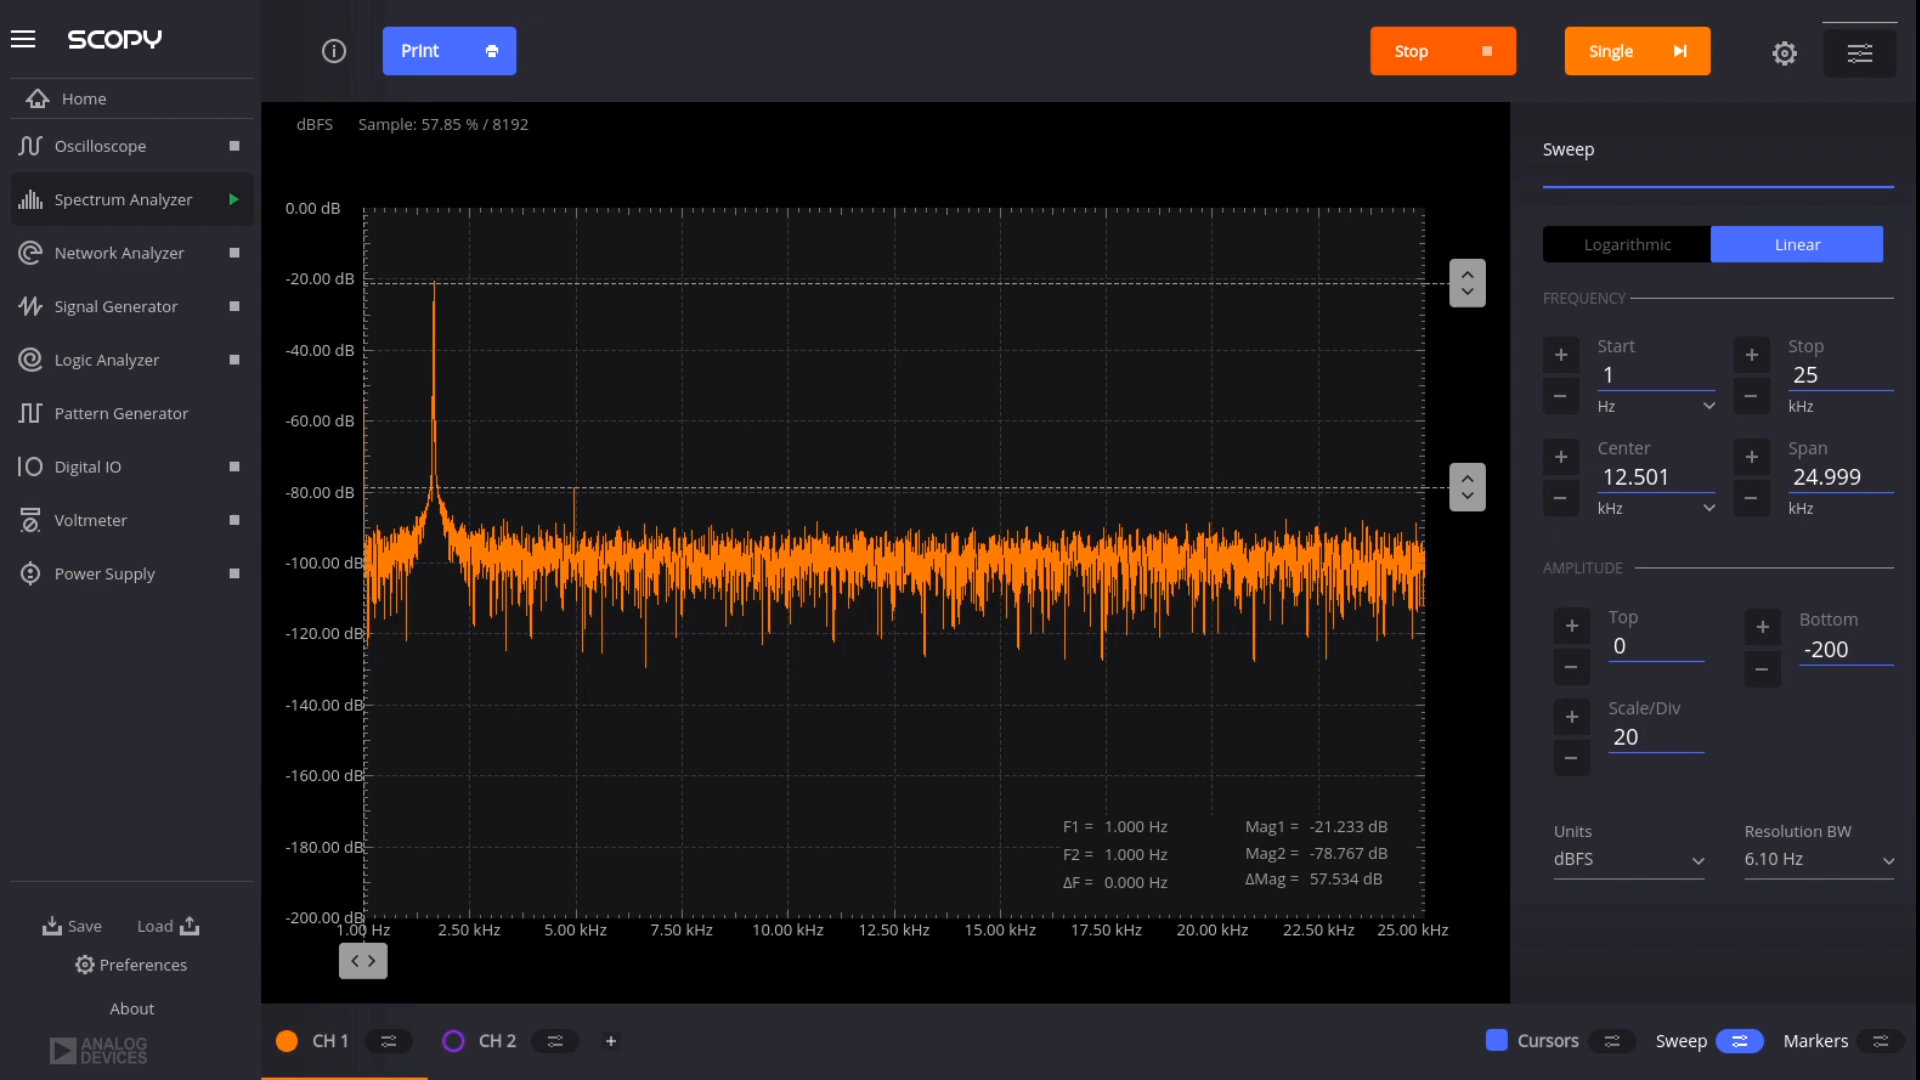 SCOPY
Print
Stop
Single
Home
Oscilloscope
Spectrum Analyzer
Network Analyzer
Signal Generator
Logic Analyzer
Pattern Generator
Digital IO
Voltmeter
Power Supply
Save Load
Preferences
About
ANALOG
DEVICES
dBFS Sample: 57.85 % / 8192
0.00 dB
-20.00 dB
-40.00 dB
-60.00 dB
-80.00 dB
-100.00 dB
-120.00 dB
-140.00 dB
-160.00 dB
-180.00 dB
-200.00 dB
1.00 Hz 2.50 kHz 5.00 kHz 7.50 kHz 10.00 kHz 12.50 kHz 15.00 kHz 17.50 kHz 20.00 kHz 22.50 kHz 25.00 kHz
F1 = 1.000 Hz Mag1 = -21.233 dB
F2 = 1.000 Hz Mag2 = -78.767 dB
ΔF = 0.000 Hz ΔMag = 57.534 dB
Sweep
Logarithmic Linear
FREQUENCY
+ Start + Stop
1 25
− Hz − kHz
+ Center + Span
12.501 24.999
− kHz − kHz
AMPLITUDE
+ Top + Bottom
0 -200
− −
+ Scale/Div
20
−
Units Resolution BW
dBFS 6.10 Hz
CH 1 CH 2 + Cursors Sweep Markers